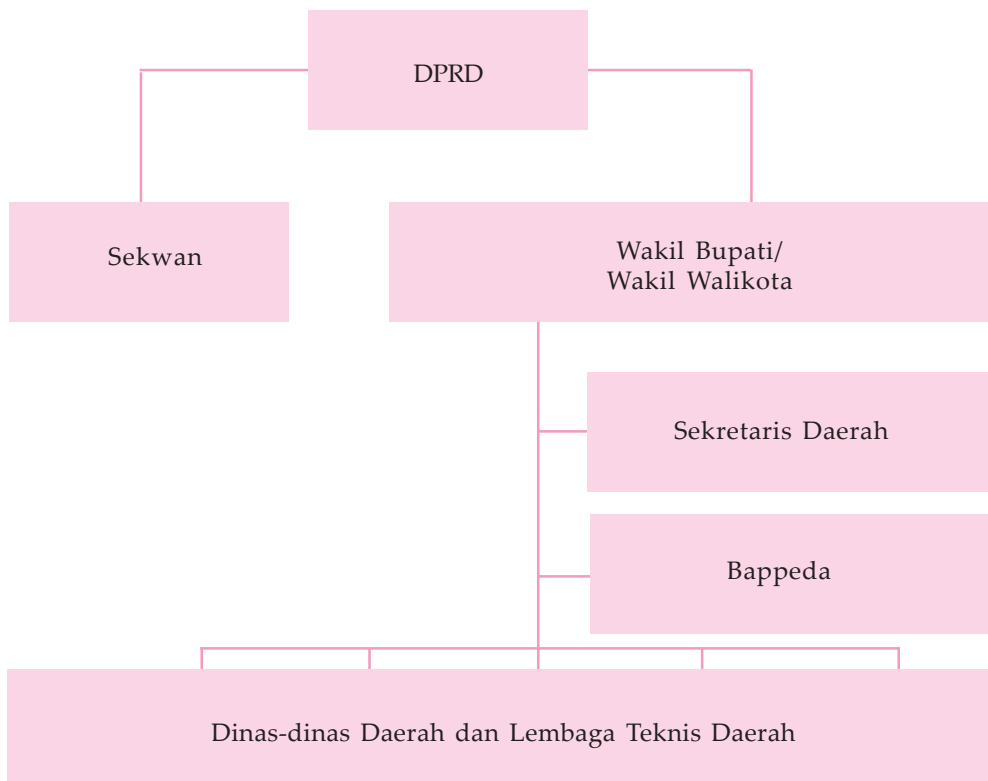 DPRD
Sekwan
Wakil Bupati/
Wakil Walikota
Sekretaris Daerah
Bappeda
Dinas-dinas Daerah dan Lembaga Teknis Daerah